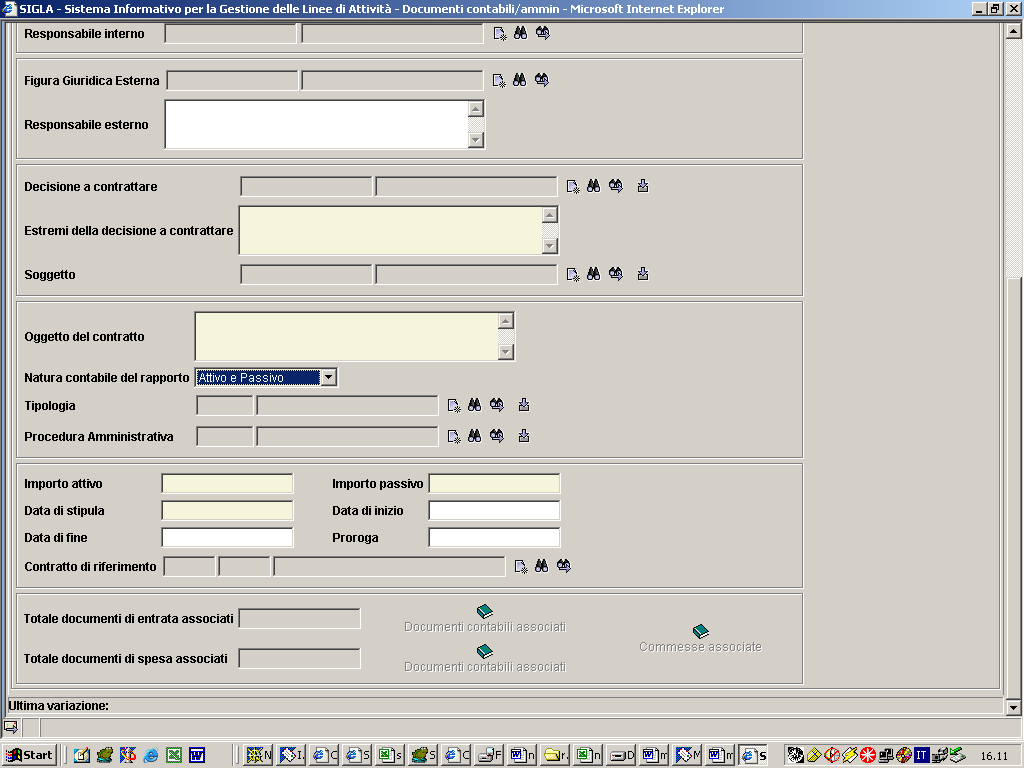 SIGLA - Sistema Informativo per la Gestione delle Linee di Attività - Documenti contabili/ammin - Microsoft Internet Explorer
Responsabile interno
Figura Giuridica Esterna
Responsabile esterno
Decisione a contrattare
Estremi della decisione a contrattare
Soggetto
Oggetto del contratto
Natura contabile del rapporto Attivo e Passivo
Tipologia
Procedura Amministrativa
Importo attivo Importo passivo
Data di stipula Data di inizio
Data di fine Proroga
Contratto di riferimento
Totale documenti di entrata associati Documenti contabili associati
Commesse associate
Totale documenti di spesa associati Documenti contabili associati
Ultima variazione:
Start N I. C S s S C F n r. n D m M m S IT 16.11